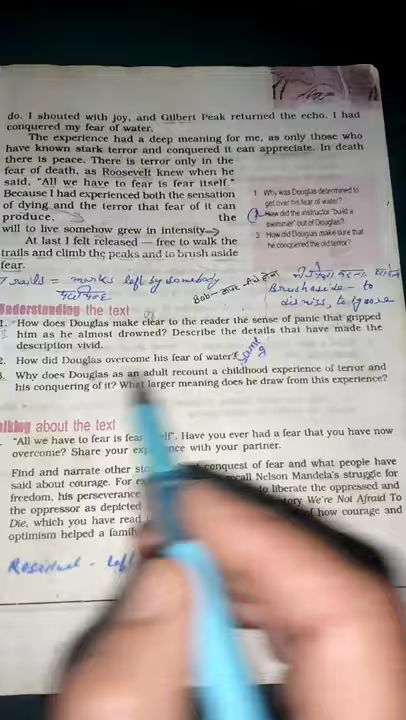 do. I shouted with joy, and Gilbert Peak returned the echo. I had
conquered my fear of water.
The experience had a deep meaning for me, as only those who
have known stark terror and conquered it can appreciate. In death
there is peace. There is terror only in the
fear of death, as Roosevelt knew when he
said, "All we have to fear is fear itself."
Because I had experienced both the sensation
of dying and the terror that fear of it can
produce, the
will to live somehow grew in intensity.
At last I felt released — free to walk the
trails and climb the peaks and to brush aside
fear.
1 Why was Douglas determined to
get over his fear of water?
How did the instructor "build a
swimmer" out of Douglas?
3 How did Douglas make sure that
he conquered the old terror?
Trails = marks left by somebody
Bob-
Brush aside - to
dismiss, to ignore
Understanding the text
1. How does Douglas make clear to the reader the sense of panic that gripped
him as he almost drowned? Describe the details that have made the
description vivid.
2. How did Douglas overcome his fear of water?
3. Why does Douglas as an adult recount a childhood experience of terror and
his conquering of it? What larger meaning does he draw from this experience?
alking about the text
"All we have to fear is fear itself". Have you ever had a fear that you have now
overcome? Share your experience with your partner.
Find and narrate other conquest of fear and what people have
said about courage. For recall Nelson Mandela's struggle for
freedom, his perseverance to liberate the oppressed and
the oppressor as depicted We're Not Afraid To
Die, which you have read of how courage and
optimism helped a family
Residual - left